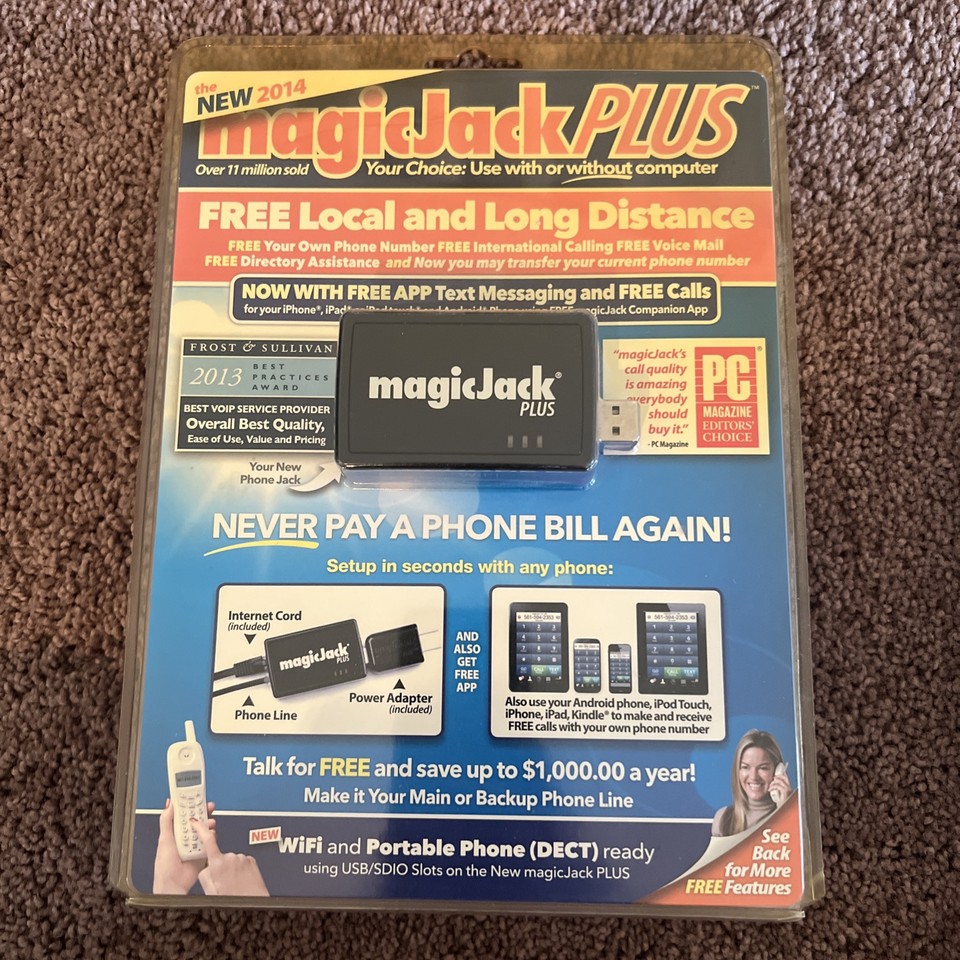 the
NEW 2014
magicJack PLUS™
Over 11 million sold
Your Choice: Use with or without computer
FREE Local and Long Distance
FREE Your Own Phone Number FREE International Calling FREE Voice Mail
FREE Directory Assistance and Now you may transfer your current phone number
NOW WITH FREE APP Text Messaging and FREE Calls
for your iPhone®, iPad magicJack Companion App
FROST & SULLIVAN
2013
BEST
PRACTICES
AWARD
BEST VOIP SERVICE PROVIDER
Overall Best Quality,
Ease of Use, Value and Pricing
magicJack®
PLUS
"magicJack's
call quality
is amazing
everybody
should
buy it."
- PC Magazine
PC®
MAGAZINE
EDITORS'
CHOICE
Your New
Phone Jack
NEVER PAY A PHONE BILL AGAIN!
Setup in seconds with any phone:
Internet Cord
(included)
magicJack
PLUS
Phone Line
Power Adapter
(included)
AND
ALSO
GET
FREE
APP
Also use your Android phone, iPod Touch,
iPhone, iPad, Kindle® to make and receive
FREE calls with your own phone number
Talk for FREE and save up to $1,000.00 a year!
Make it Your Main or Backup Phone Line
NEW
WiFi and Portable Phone (DECT) ready
using USB/SDIO Slots on the New magicJack PLUS
See
Back
for More
FREE Features